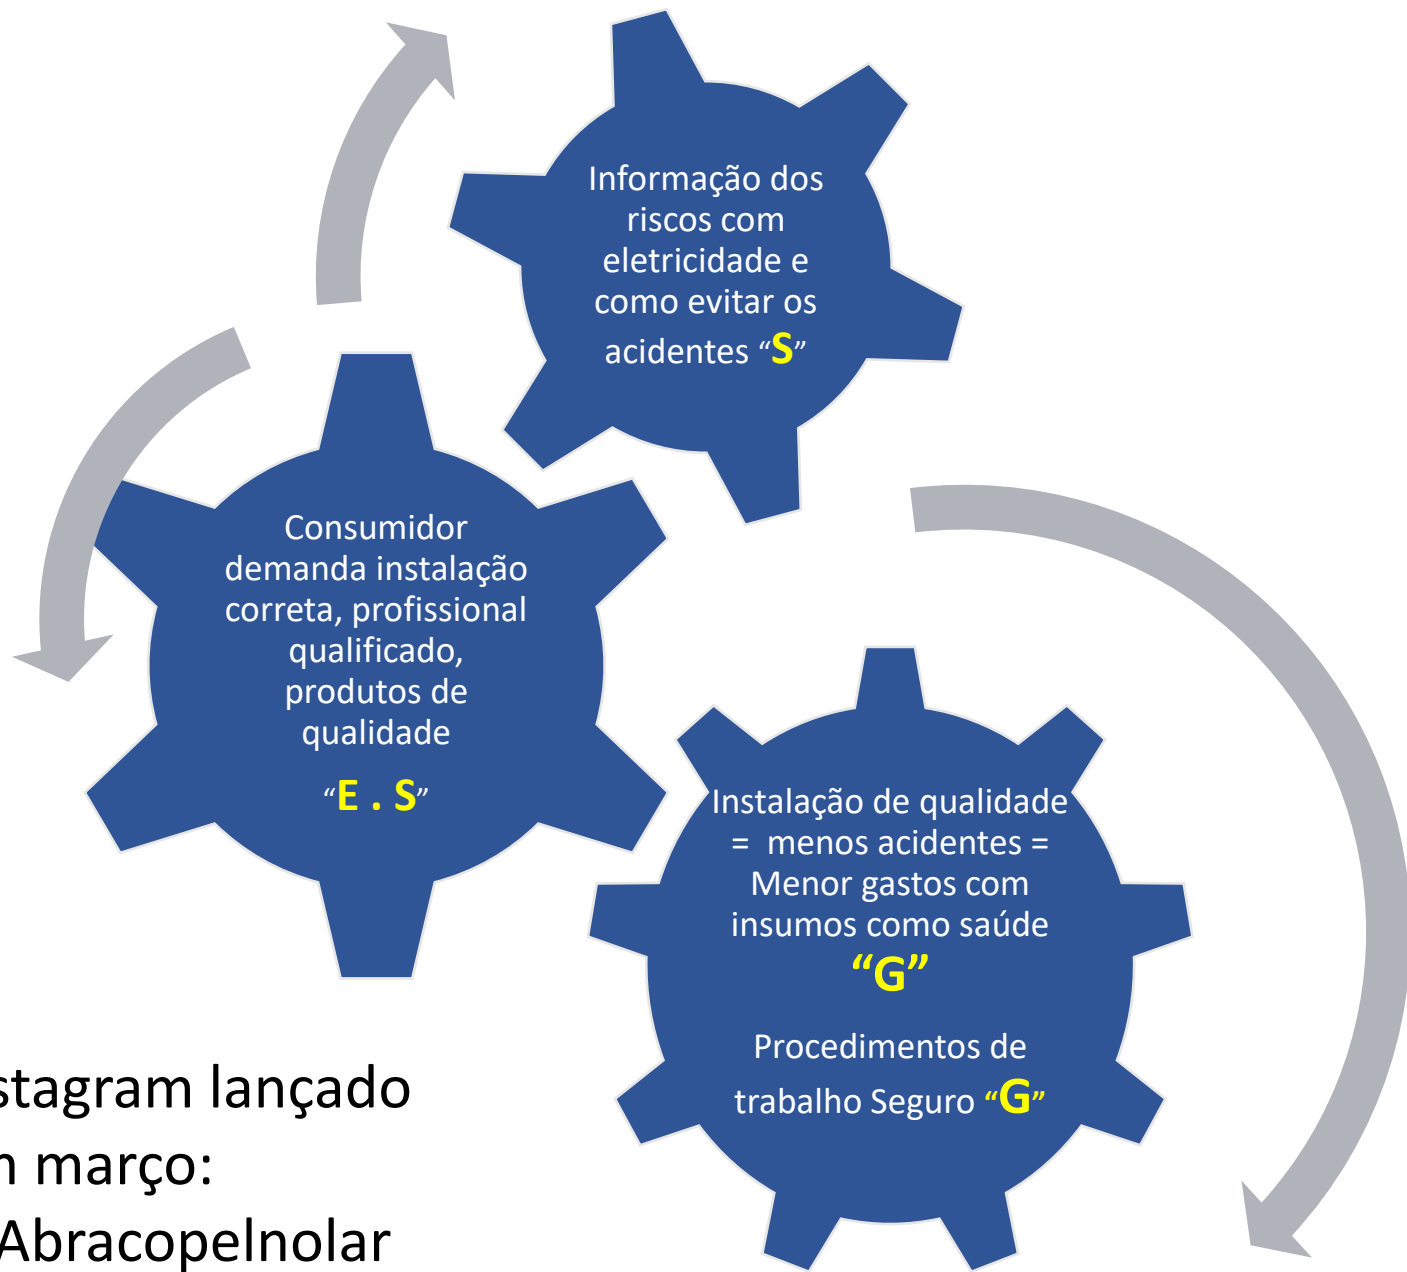 Informação dos
riscos com
eletricidade e
como evitar os
acidentes “S”
Consumidor
demanda instalação
correta, profissional
qualificado,
produtos de
qualidade
“E . S”
Instalação de qualidade
= menos acidentes =
Menor gastos com
insumos como saúde
“G”
Procedimentos de
trabalho Seguro “G”
stagram lançado
março:
Abracopelnolar